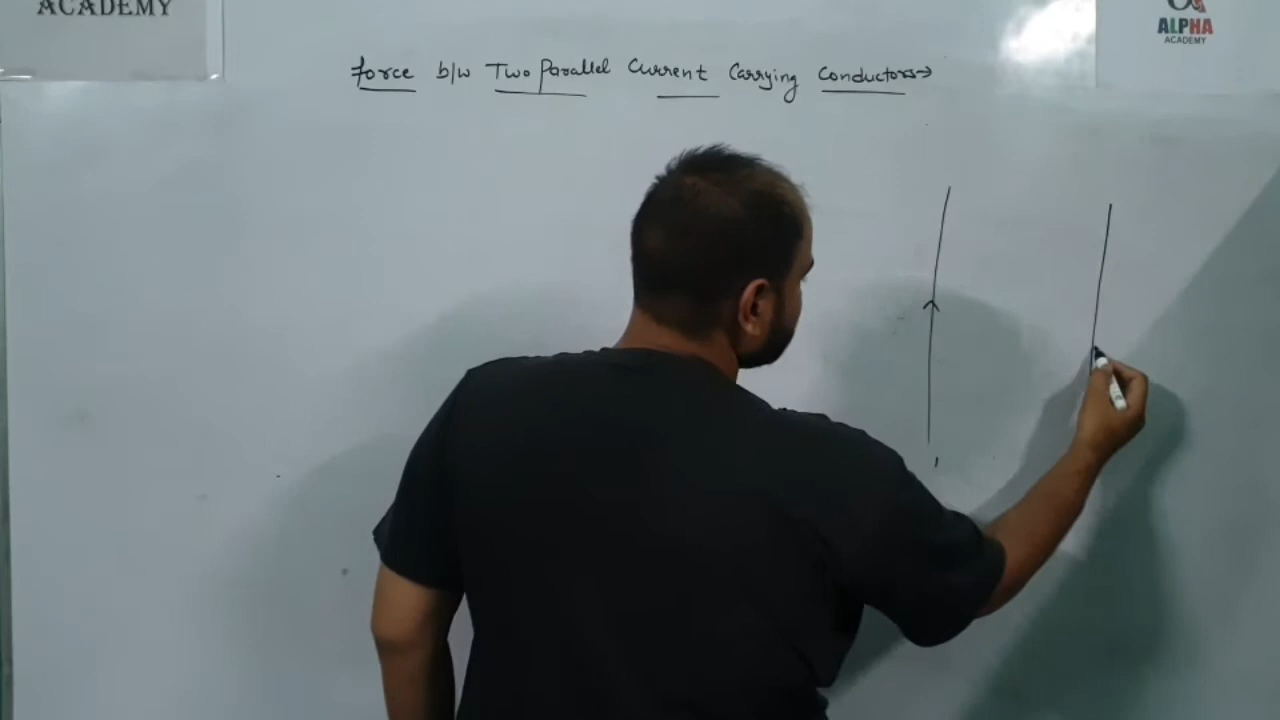 ACADEMY
ALPHA
ACADEMY
force b/w Two Parallel Current Carrying Conductors→